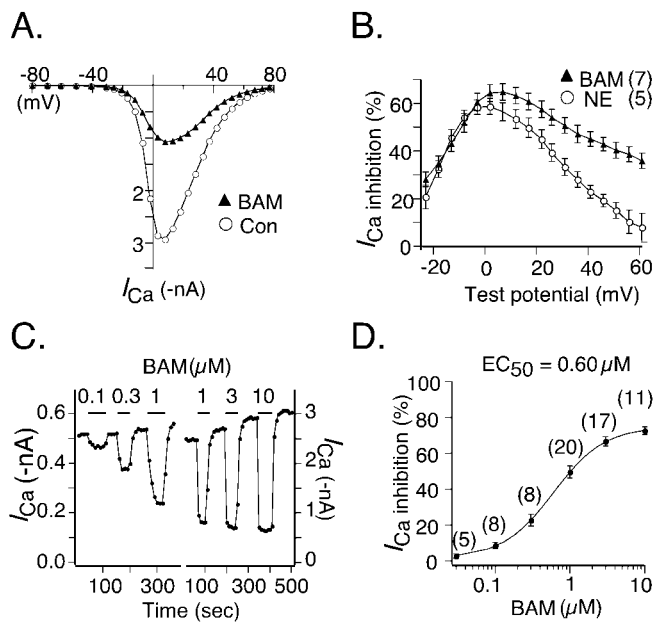 A.
-80 -40 40 80
(mV)
2
3
BAM
Con
ICa (-nA)
B.
BAM (7)
NE (5)
ICa inhibition (%)
60
40
20
0
-20 0 20 40 60
Test potential (mV)
C.
BAM(µM)
0.1 0.3 1 1 3 10
ICa (-nA)
0.6
0.4
0.2
0.0
3
2
1
0
ICa (-nA)
100 300 100 300 500
Time (sec)
D.
EC50 = 0.60 µM
ICa inhibition (%)
100
80
60
40
20
0
(5) (8) (8) (20) (17) (11)
0.1 1 10
BAM (µM)